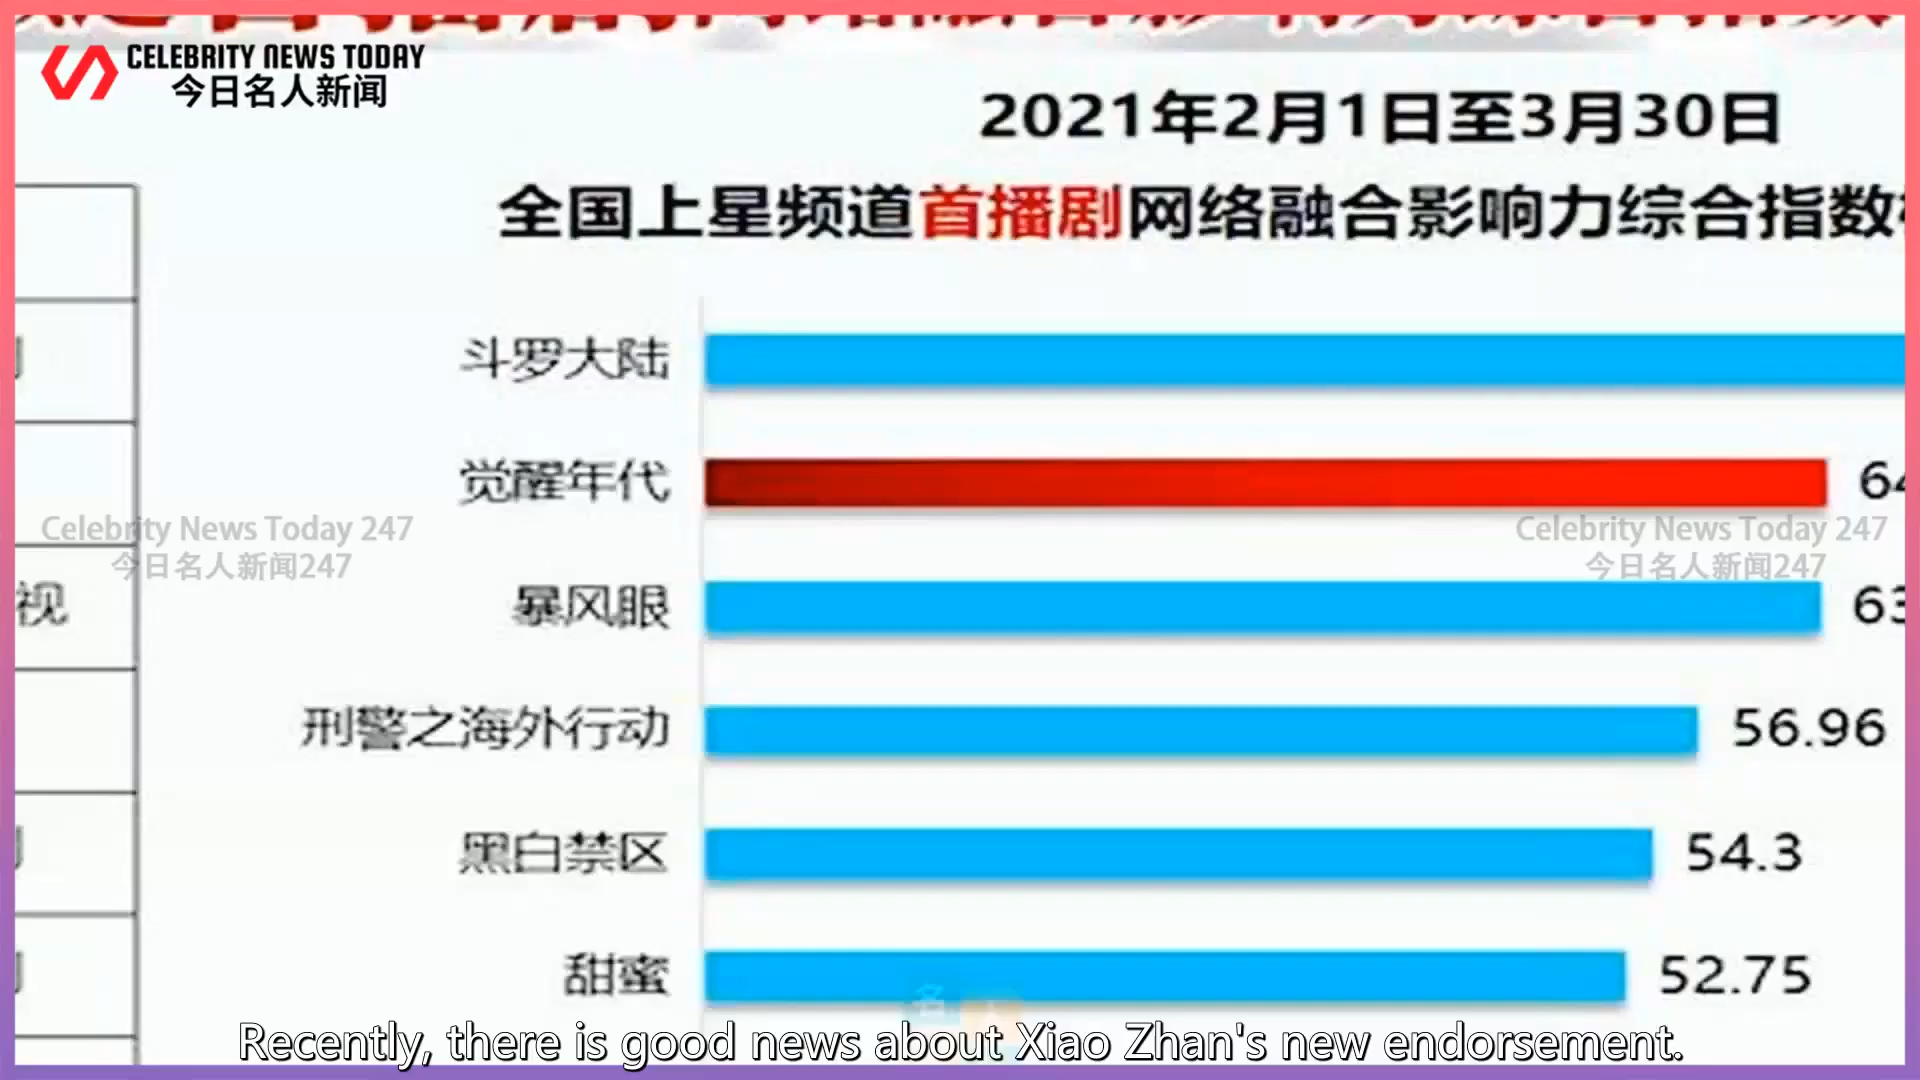 CELEBRITY NEWS TODAY
今日名人新闻
2021年2月1日至3月30日
全国上星频道首播剧网络融合影响力综合指数
斗罗大陆
觉醒年代 64
暴风眼 63
刑警之海外行动 56.96
黑白禁区 54.3
甜蜜 52.75
视
Celebrity News Today 247
今日名人新闻247
Celebrity News Today 247
今日名人新闻247
Recently, there is good news about Xiao Zhan's new endorsement.